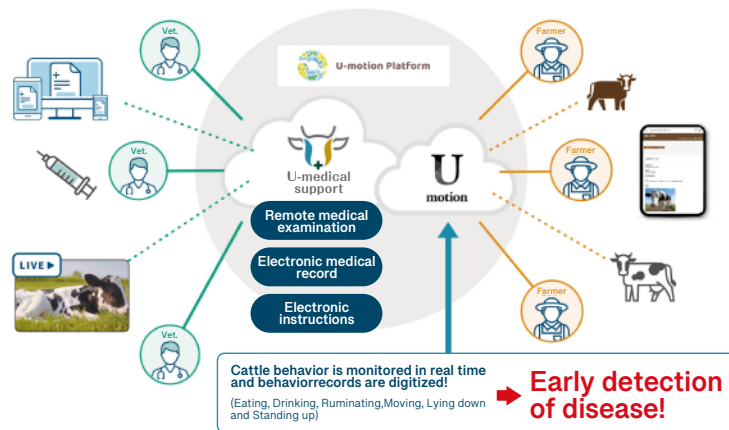 Vet.
Farmer
U-motion Platform
Vet.
U-medical
support
U
motion
Farmer
Remote medical
examination
Electronic medical
record
Electronic
instructions
LIVE
Vet.
Farmer
Cattle behavior is monitored in real time
and behaviorrecords are digitized!
(Eating, Drinking, Ruminating,Moving, Lying down
and Standing up)
Early detection
of disease!